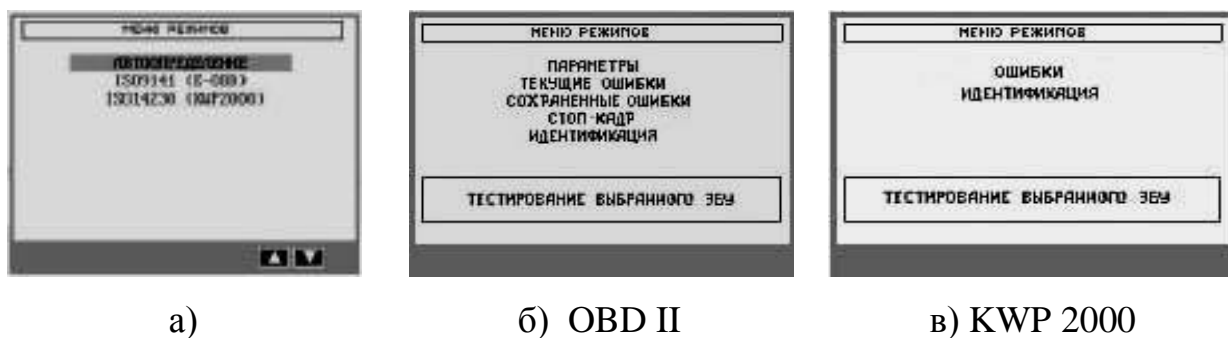 МЕНЮ РЕЖИМОВ
АВТООПРЕДЕЛЕНИЕ
ISO9141 (E-OBD)
ISO14230 (KWP2000)
а)
МЕНЮ РЕЖИМОВ
ПАРАМЕТРЫ
ТЕКУЩИЕ ОШИБКИ
СОХРАНЕННЫЕ ОШИБКИ
СТОП-КАДР
ИДЕНТИФИКАЦИЯ
ТЕСТИРОВАНИЕ ВЫБРАННОГО ЭБУ
б) OBD II
МЕНЮ РЕЖИМОВ
ОШИБКИ
ИДЕНТИФИКАЦИЯ
ТЕСТИРОВАНИЕ ВЫБРАННОГО ЭБУ
в) KWP 2000